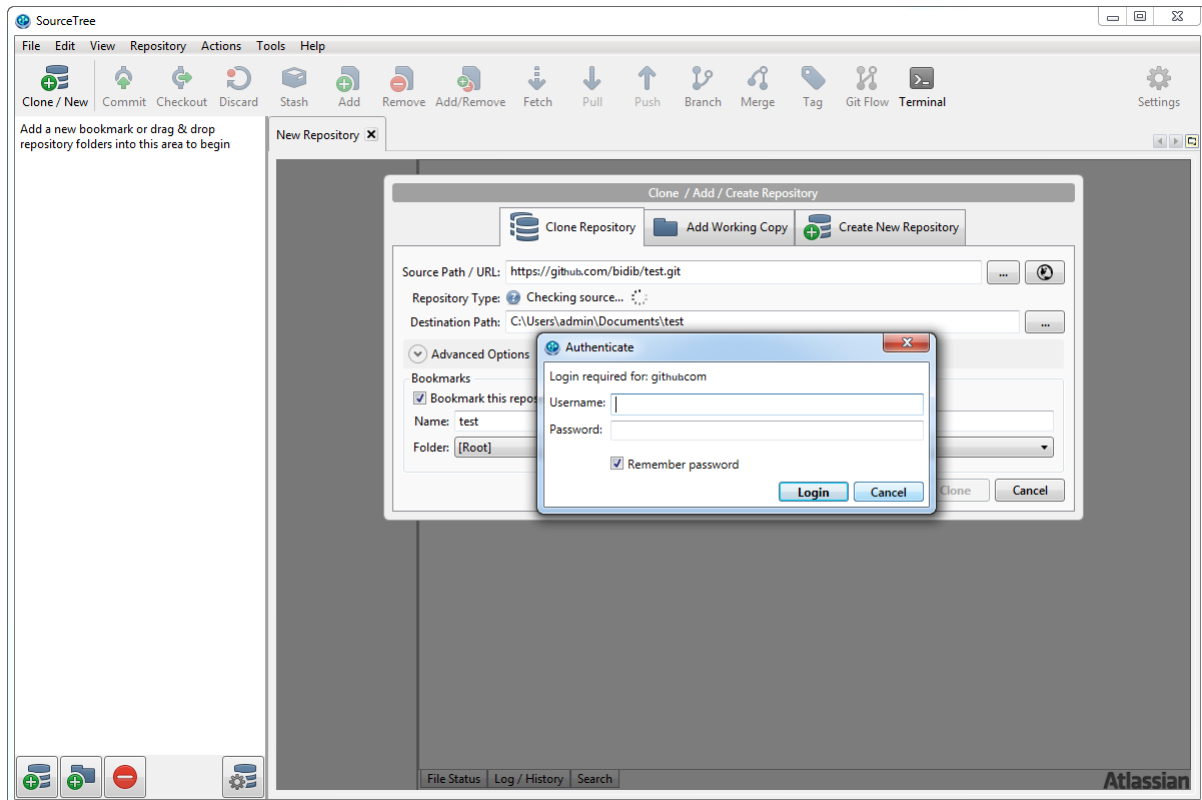 SourceTree
File Edit View Repository Actions Tools Help
Clone / New Commit Checkout Discard Stash Add Remove Add/Remove Fetch Pull Push Branch Merge Tag Git Flow Terminal Settings
Add a new bookmark or drag & drop
repository folders into this area to begin
New Repository
Clone / Add / Create Repository
Clone Repository Add Working Copy Create New Repository
Source Path / URL: https://github.com/bidib/test.git ...
Repository Type: Checking source...
Destination Path: C:\Users\admin\Documents\test ...
Advanced Options
Bookmarks
Bookmark this repos
Name: test
Folder: [Root]
Clone Cancel
Authenticate
Login required for: githubcom
Username:
Password:
Remember password
Login Cancel
File Status Log / History Search
Atlassian